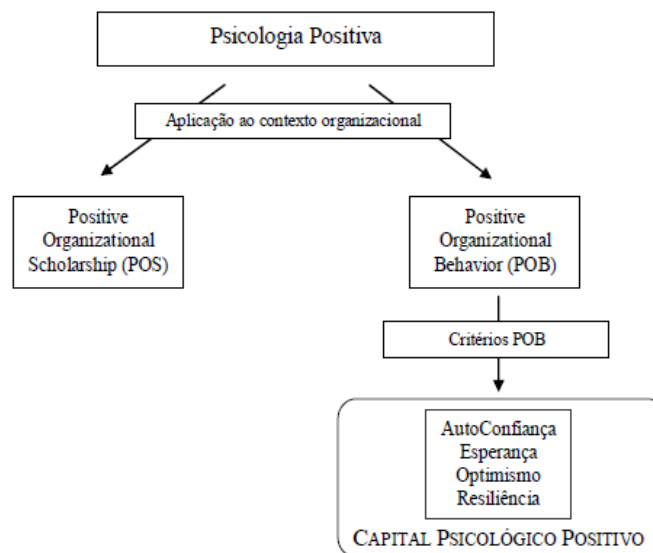 Psicologia Positiva
Aplicação ao contexto organizacional
Positive
Organizational
Scholarship (POS)
Positive
Organizational
Behavior (POB)
Critérios POB
AutoConfiança
Esperança
Optimismo
Resiliência
CAPITAL PSICOLÓGICO POSITIVO